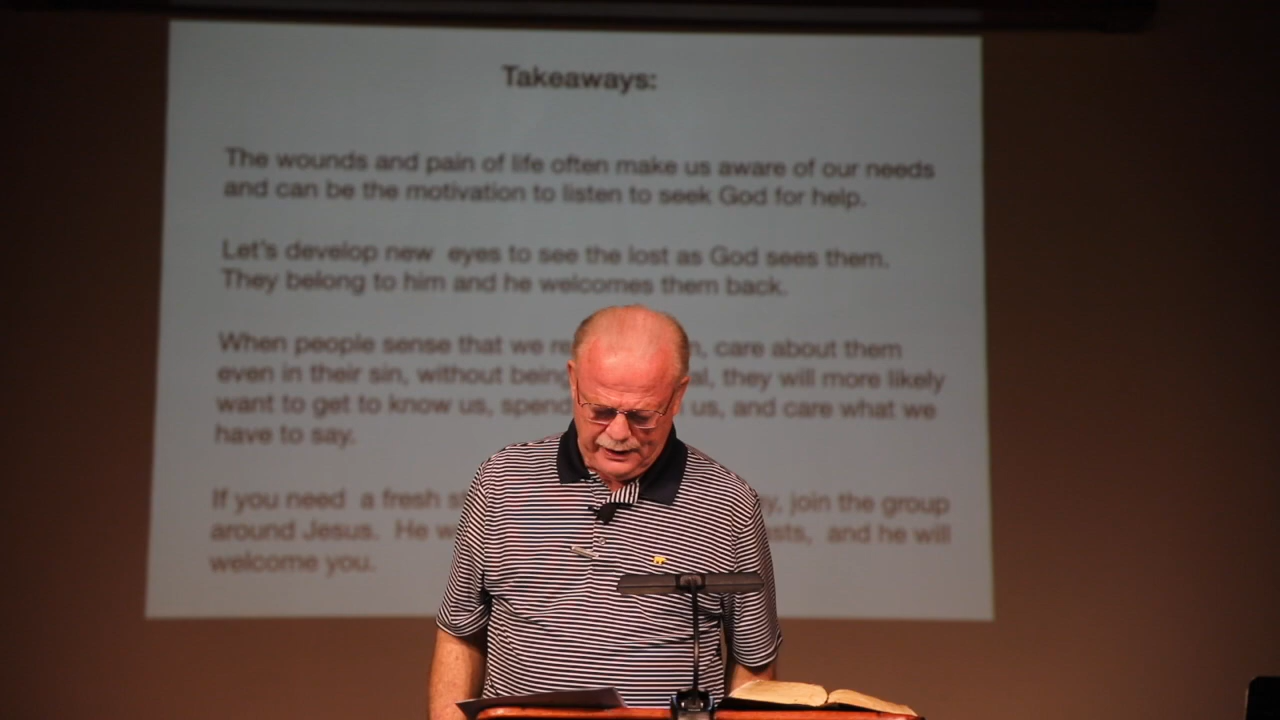 Takeaways:
The wounds and pain of life often make us aware of our needs
and can be the motivation to listen to seek God for help.
Let's develop new eyes to see the lost as God sees them.
They belong to him and he welcomes them back.
When people sense that we care about them
even in their sin, without being they will more likely
want to get to know us, spend us, and care what we
have to say.
If you need a fresh join the group
around Jesus. He and he will
welcome you.